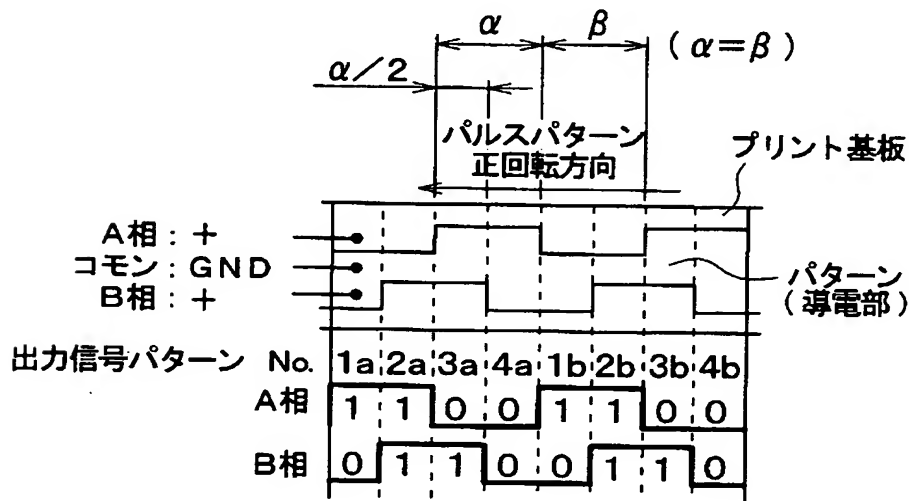 α β (α=β)
α/2
パルスパターン
正回転方向
プリント基板
A相:+
コモン:GND
B相:+
パターン
(導電部)
出力信号パターン No. 1a 2a 3a 4a 1b 2b 3b 4b
A相 1 1 0 0 1 1 0 0
B相 0 1 1 0 0 1 1 0